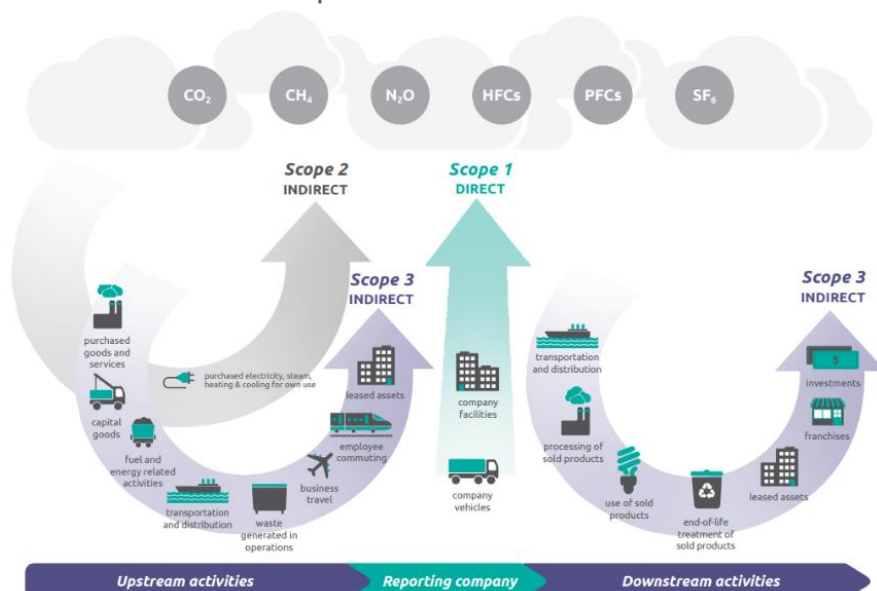 CO₂
CH₄
N₂O
HFCs
PFCs
SF₆
Scope 2
INDIRECT
Scope 1
DIRECT
Scope 3
INDIRECT
Scope 3
INDIRECT
purchased
goods and
services
capital
goods
fuel and
energy related
activities
transportation
and distribution
waste
generated in
operations
business
travel
employee
commuting
leased assets
purchased electricity, steam,
heating & cooling for own use
company
facilities
company
vehicles
transportation
and distribution
processing of
sold products
use of sold
products
end-of-life
treatment of
sold products
leased assets
franchises
$
investments
Upstream activities
Reporting company
Downstream activities